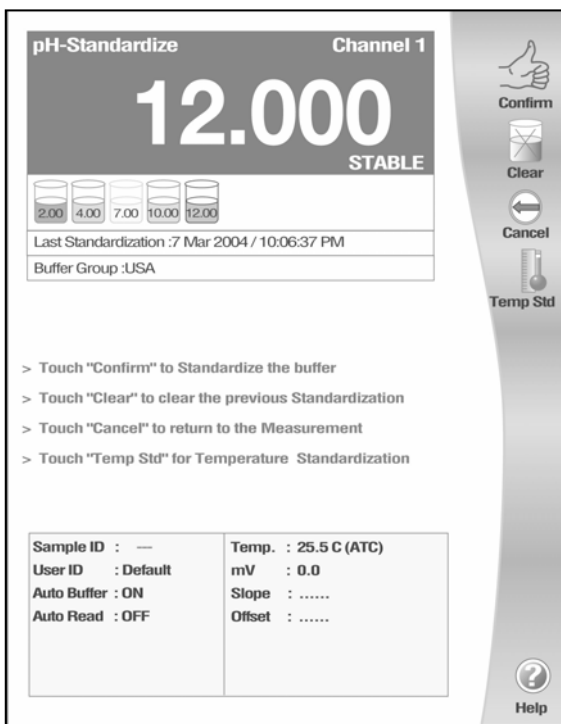 pH-Standardize Channel 1
12.000
STABLE
2.00 4.00 7.00 10.00 12.00
Last Standardization :7 Mar 2004 / 10:06:37 PM
Buffer Group :USA
> Touch "Confirm" to Standardize the buffer
> Touch "Clear" to clear the previous Standardization
> Touch "Cancel" to return to the Measurement
> Touch "Temp Std" for Temperature Standardization
Sample ID : ---
User ID : Default
Auto Buffer : ON
Auto Read : OFF
Temp. : 25.5 C (ATC)
mV : 0.0
Slope : ......
Offset : ......
Confirm
Clear
Cancel
Temp Std
?
Help